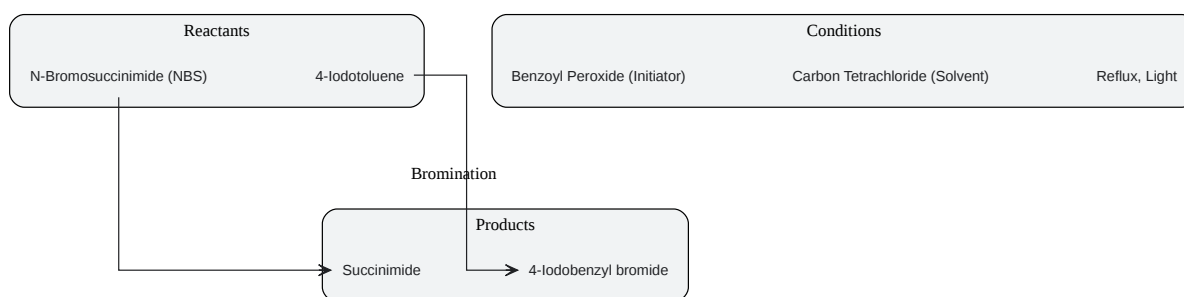 Reactants
N-Bromosuccinimide (NBS)
4-Iodotoluene
Conditions
Benzoyl Peroxide (Initiator)
Carbon Tetrachloride (Solvent)
Reflux, Light
Bromination
Products
Succinimide
4-Iodobenzyl bromide